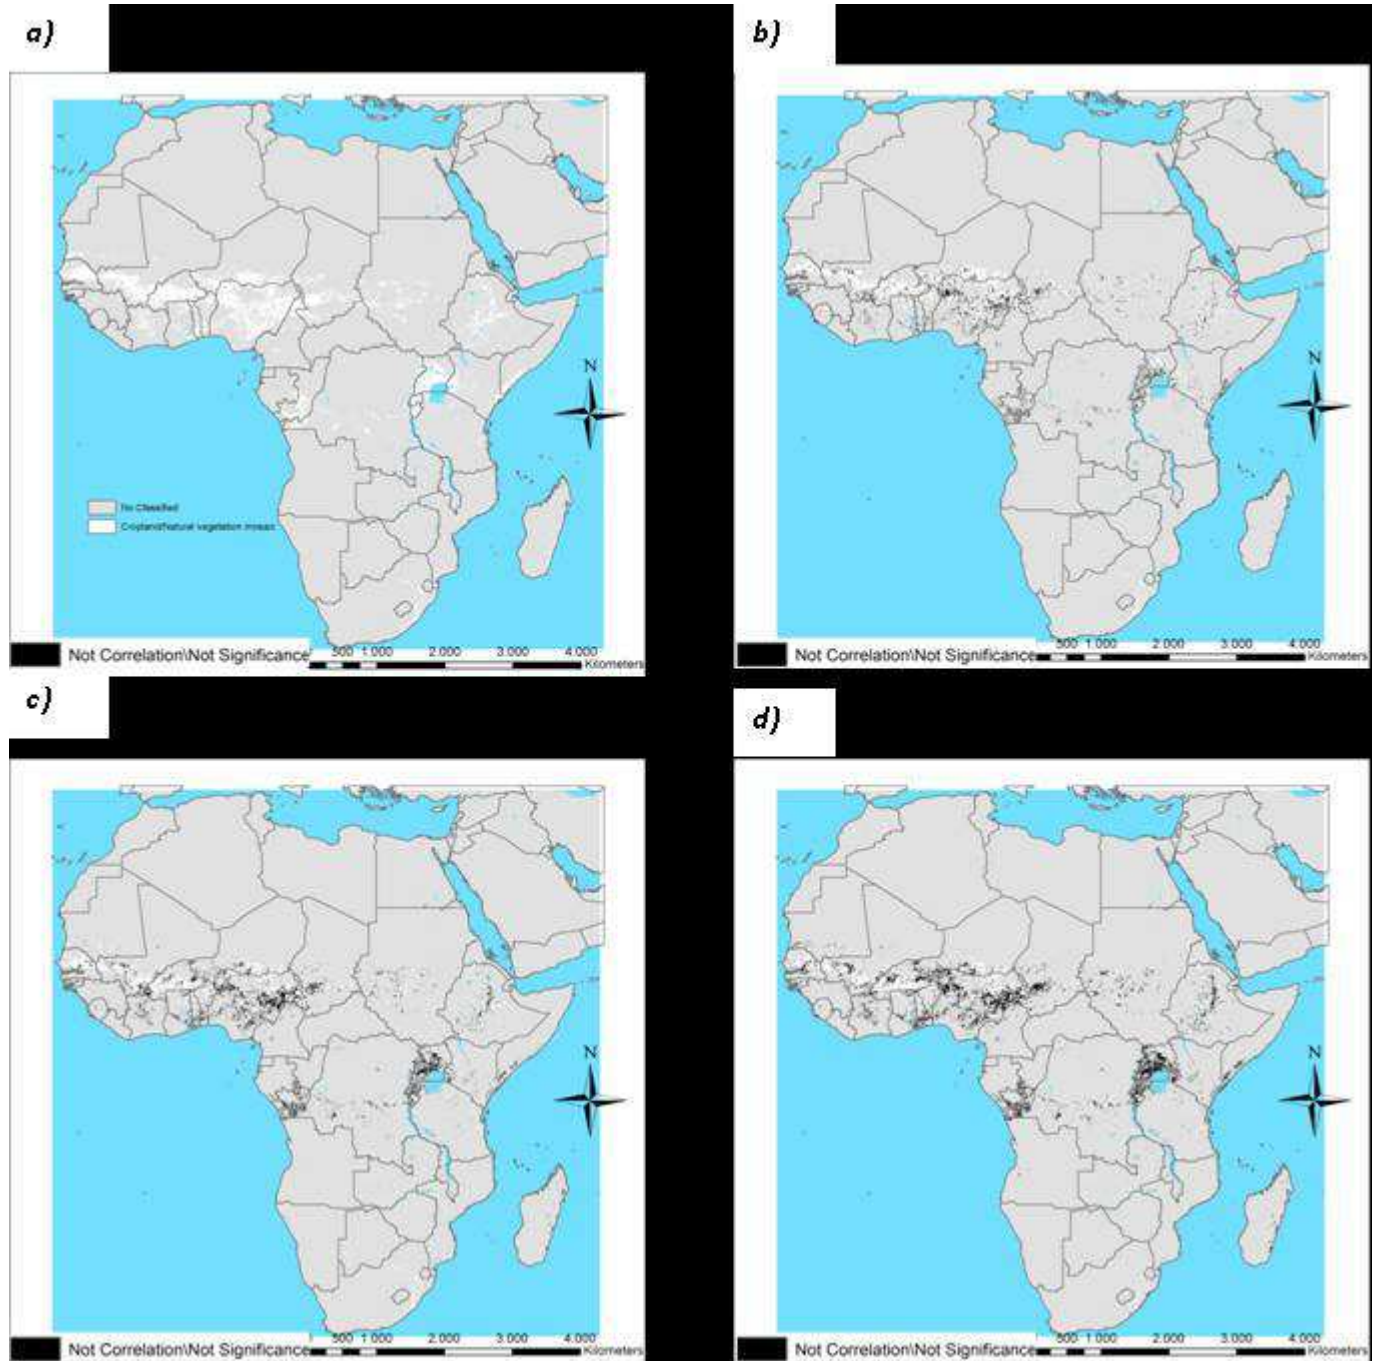 a)
N
No Classified
Cropland/Natural vegetation mosaic
Not Correlation\Not Significance
500 1 000 2 000 3 000 4 000
Kilometers
b)
N
Not Correlation\Not Significance
500 1 000 2 000 3 000 4 000
Kilometers
c)
N
Not Correlation\Not Significance
500 1 000 2 000 3 000 4 000
Kilometers
d)
N
Not Correlation\Not Significance
500 1 000 2 000 3 000 4 000
Kilometers